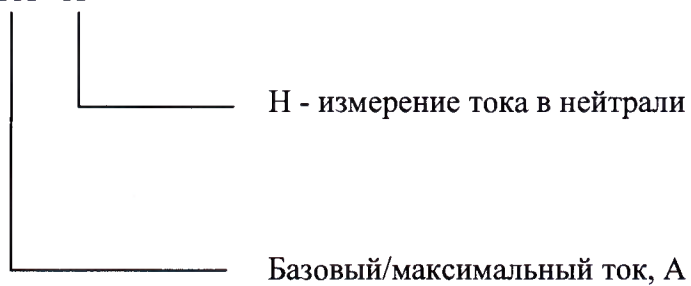 Н - измерение тока в нейтрали
Базовый/максимальный ток, А